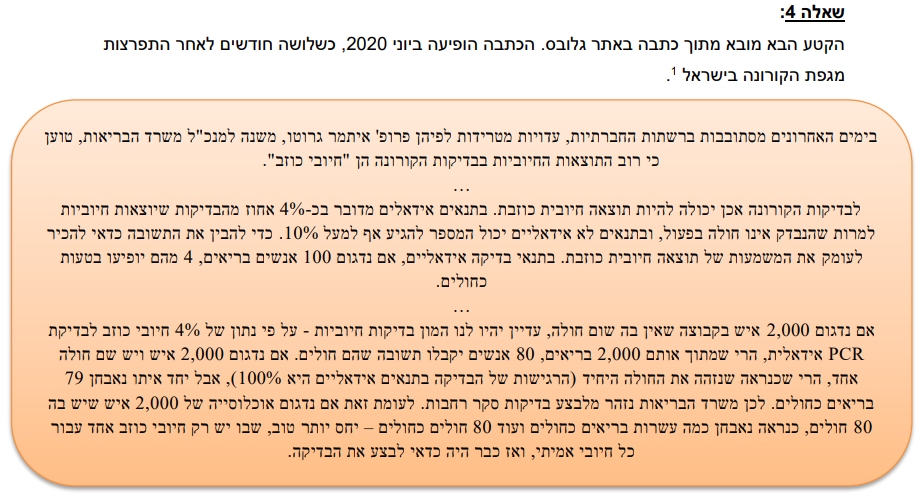 שאלה 4:
הקטע הבא מובא מתוך כתבה באתר גלובס. הכתבה הופיעה ביוני 2020, כשלושה חודשים לאחר התפרצות
מגפת הקורונה בישראל 1.
בימים האחרונים מסתובבות ברשתות החברתיות, עדויות מטרידות לפיהן פרופ' איתמר גרוטו, משנה למנכ"ל משרד הבריאות, טוען
כי רוב התוצאות החיוביות בבדיקות הקורונה הן "חיובי כוזב".
...
לבדיקות הקורונה אכן יכולה להיות תוצאה חיובית כוזבת. בתנאים אידאלים מדובר בכ-4% אחוז מהבדיקות שיוצאות חיוביות
למרות שהנבדק אינו חולה בפועל, ובתנאים לא אידאליים יכול המספר להגיע אף למעל 10%. כדי להבין את התשובה כדאי להכיר
לעומק את המשמעות של תוצאה חיובית כוזבת. בתנאי בדיקה אידאליים, אם נדגום 100 אנשים בריאים, 4 מהם יופיעו בטעות
כחולים.
...
אם נדגום 2,000 איש בקבוצה שאין בה שום חולה, עדיין יהיו לנו המון בדיקות חיוביות - על פי נתון של 4% חיובי כוזב לבדיקת
PCR אידאלית, הרי שמתוך אותם 2,000 בריאים, 80 אנשים יקבלו תשובה שהם חולים. אם נדגום 2,000 איש ויש שם חולה
אחד, הרי שכנראה שנזהה את החולה היחיד (הרגישות של הבדיקה בתנאים אידאליים היא 100%), אבל יחד איתו נאבחן 79
בריאים כחולים. לכן משרד הבריאות נזהר מלבצע בדיקות סקר רחבות. לעומת זאת אם נדגום אוכלוסייה של 2,000 איש שיש בה
80 חולים, כנראה נאבחן כמה עשרות בריאים כחולים ועוד 80 חולים כחולים – יחס יותר טוב, שבו יש רק חיובי כוזב אחד עבור
כל חיובי אמיתי, ואז כבר היה כדאי לבצע את הבדיקה.